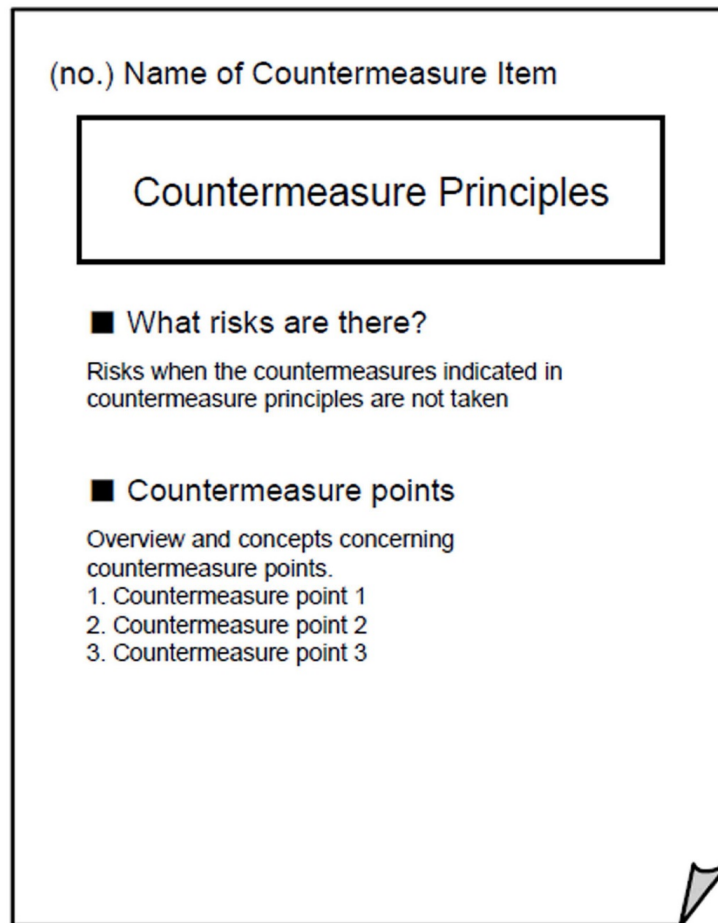 (no.) Name of Countermeasure Item
Countermeasure Principles
■ What risks are there?
Risks when the countermeasures indicated in
countermeasure principles are not taken
■ Countermeasure points
Overview and concepts concerning
countermeasure points.
1. Countermeasure point 1
2. Countermeasure point 2
3. Countermeasure point 3